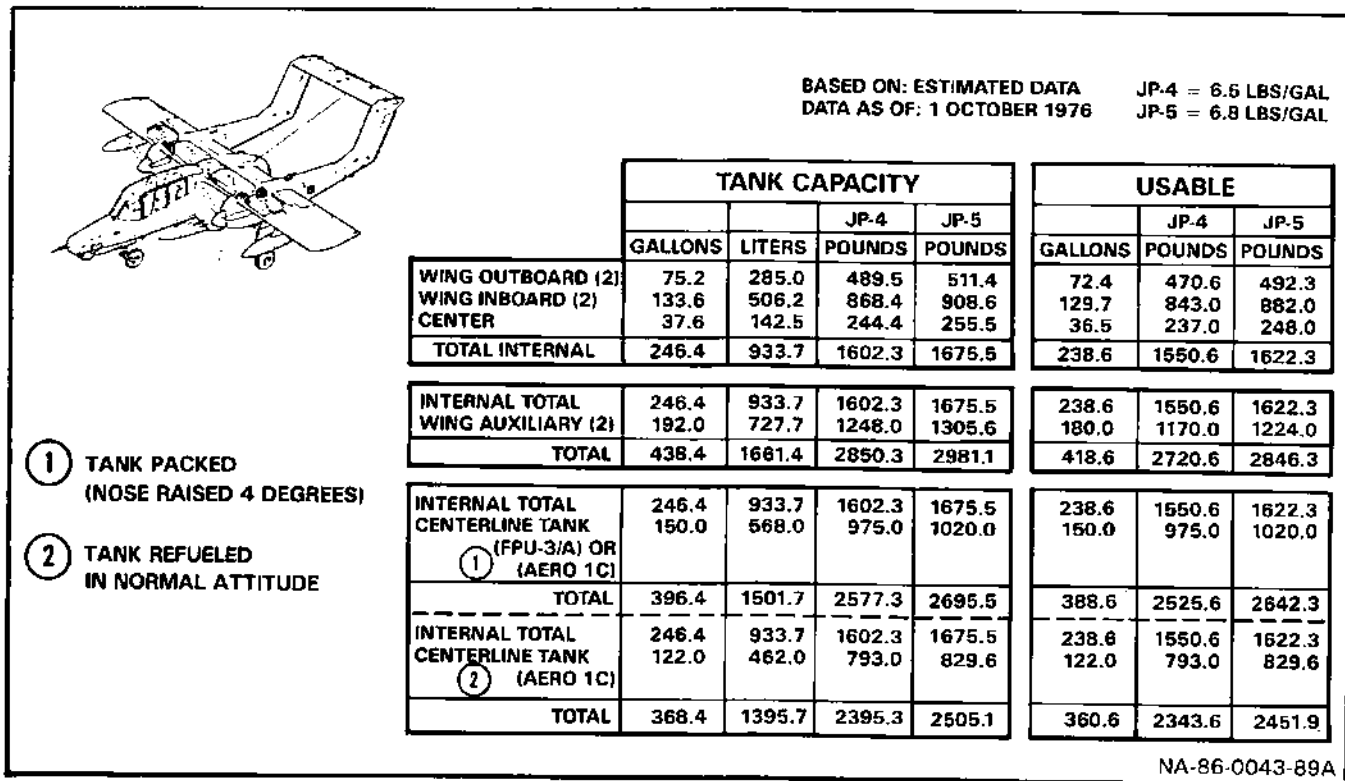 BASED ON: ESTIMATED DATA JP-4 = 6.5 LBS/GAL
DATA AS OF: 1 OCTOBER 1976 JP-5 = 6.8 LBS/GAL
TANK CAPACITY USABLE
JP-4 JP-5 JP-4 JP-5
GALLONS LITERS POUNDS POUNDS GALLONS POUNDS POUNDS
WING OUTBOARD (2) 75.2 285.0 489.5 511.4 72.4 470.6 492.3
WING INBOARD (2) 133.6 506.2 868.4 908.6 129.7 843.0 882.0
CENTER 37.6 142.5 244.4 255.5 36.5 237.0 248.0
TOTAL INTERNAL 246.4 933.7 1602.3 1675.5 238.6 1550.6 1622.3
INTERNAL TOTAL 246.4 933.7 1602.3 1675.5 238.6 1550.6 1622.3
WING AUXILIARY (2) 192.0 727.7 1248.0 1305.6 180.0 1170.0 1224.0
TOTAL 438.4 1661.4 2850.3 2981.1 418.6 2720.6 2846.3
1 TANK PACKED
(NOSE RAISED 4 DEGREES)
2 TANK REFUELED
IN NORMAL ATTITUDE
INTERNAL TOTAL 246.4 933.7 1602.3 1675.5 238.6 1550.6 1622.3
CENTERLINE TANK 150.0 568.0 975.0 1020.0 150.0 975.0 1020.0
(FPU-3/A) OR
1 (AERO 1C)
TOTAL 396.4 1501.7 2577.3 2695.5 388.6 2525.6 2642.3
INTERNAL TOTAL 246.4 933.7 1602.3 1675.5 238.6 1550.6 1622.3
CENTERLINE TANK 122.0 462.0 793.0 829.6 122.0 793.0 829.6
2 (AERO 1C)
TOTAL 368.4 1395.7 2395.3 2505.1 360.6 2343.6 2451.9
NA-86-0043-89A